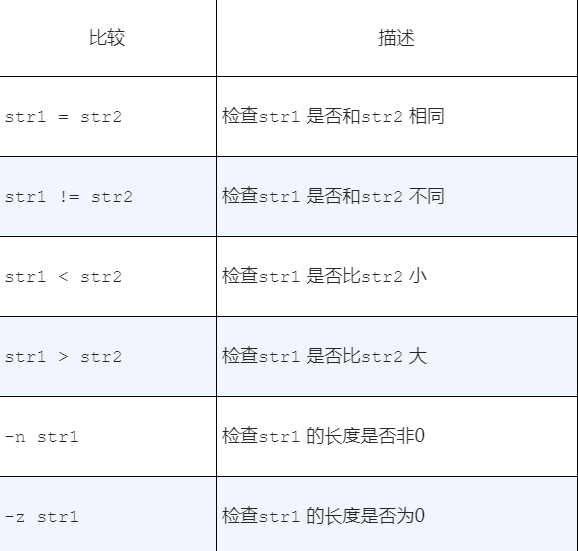 比较 描述
str1 = str2 检查str1 是否和str2 相同
str1 != str2 检查str1 是否和str2 不同
str1 < str2 检查str1 是否比str2 小
str1 > str2 检查str1 是否比str2 大
-n str1 检查str1 的长度是否非0
-z str1 检查str1 的长度是否为0